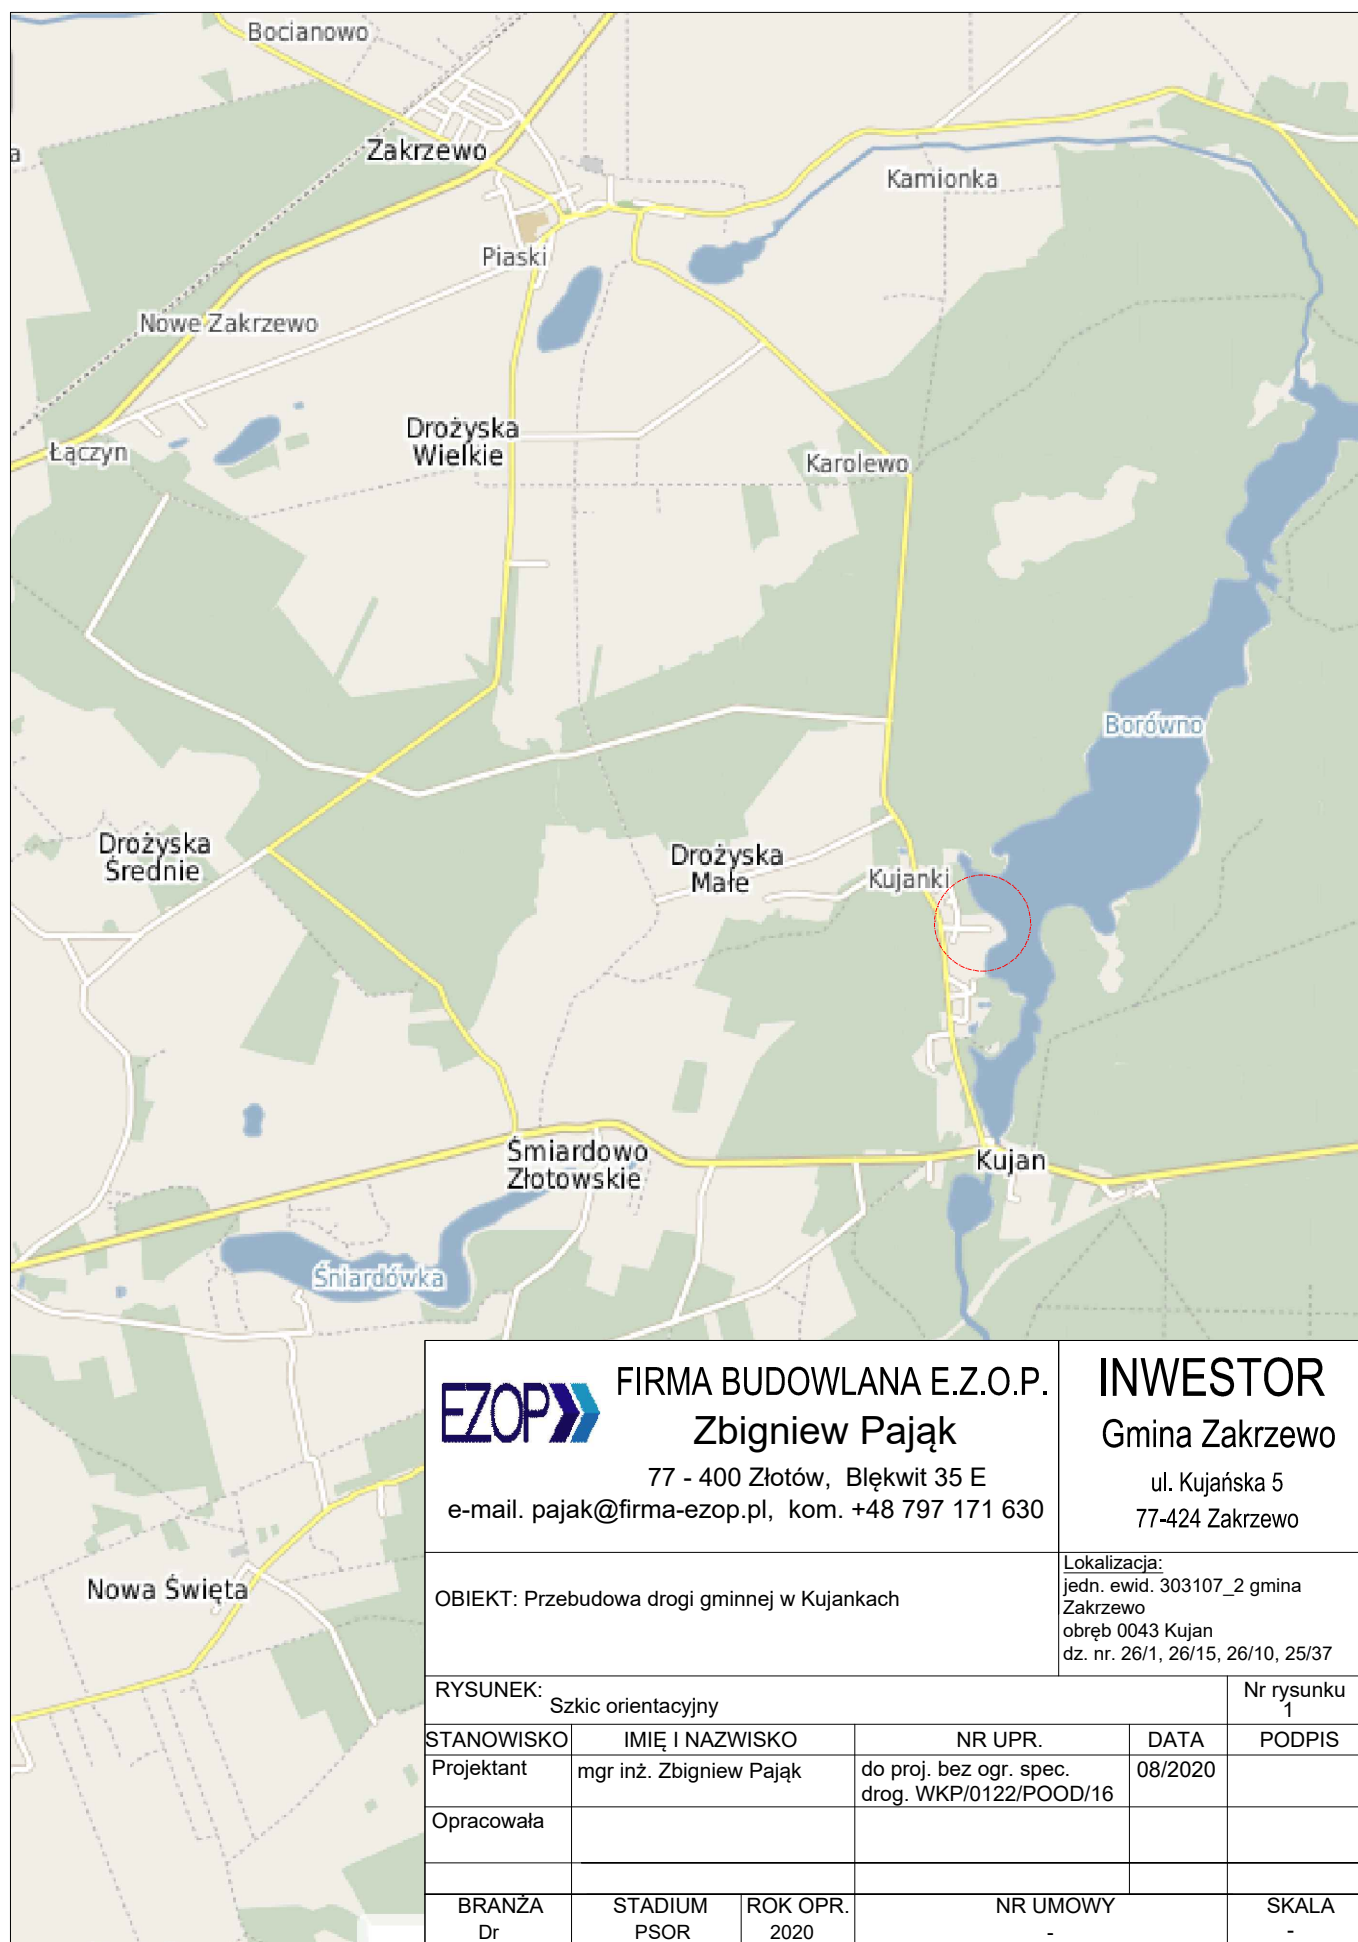 Bocianowo
a
Zakrzewo
Kamionka
Piaski
Nowe Zakrzewo
Drożyska
Wielkie
Łączyn
Karolewo
Borówno
Drożyska
Średnie
Drożyska
Małe
Kujanki
Śmiardowo
Złotowskie
Kujan
Śniardówka
Nowa Święta
EZOP
FIRMA BUDOWLANA E.Z.O.P.
Zbigniew Pająk
77 - 400 Złotów, Blękwit 35 E
e-mail. pajak@firma-ezop.pl, kom. +48 797 171 630
INWESTOR
Gmina Zakrzewo
ul. Kujańska 5
77-424 Zakrzewo
OBIEKT: Przebudowa drogi gminnej w Kujankach
Lokalizacja:
jedn. ewid. 303107_2 gmina
Zakrzewo
obręb 0043 Kujan
dz. nr. 26/1, 26/15, 26/10, 25/37
RYSUNEK:
Szkic orientacyjny
Nr rysunku
1
STANOWISKO IMIĘ I NAZWISKO NR UPR. DATA PODPIS
Projektant mgr inż. Zbigniew Pająk do proj. bez ogr. spec. 08/2020
drog. WKP/0122/POOD/16
Opracowała
BRANŻA STADIUM ROK OPR. NR UMOWY SKALA
Dr PSOR 2020 - -